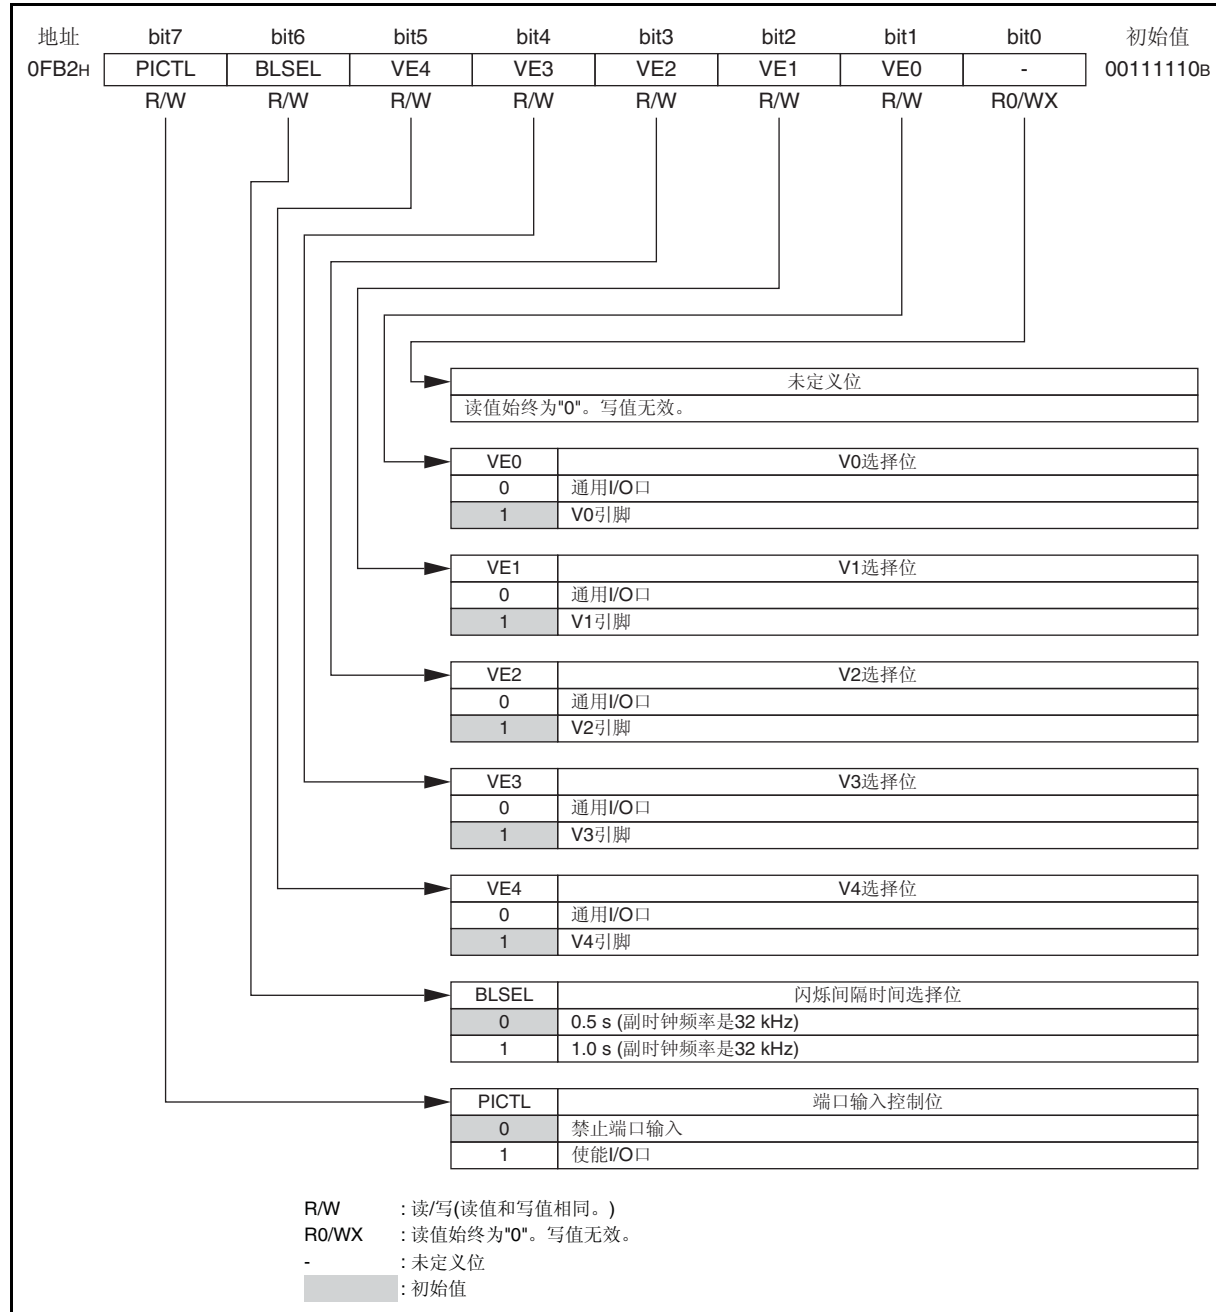 地址 bit7 bit6 bit5 bit4 bit3 bit2 bit1 bit0 初始值
0FB2H PICTL BLSEL VE4 VE3 VE2 VE1 VE0 - 00111110B
R/W R/W R/W R/W R/W R/W R/W R0/WX
未定义位
读值始终为"0"。写值无效。
VE0 V0选择位
0 通用I/O口
1 V0引脚
VE1 V1选择位
0 通用I/O口
1 V1引脚
VE2 V2选择位
0 通用I/O口
1 V2引脚
VE3 V3选择位
0 通用I/O口
1 V3引脚
VE4 V4选择位
0 通用I/O口
1 V4引脚
BLSEL 闪烁间隔时间选择位
0 0.5 s (副时钟频率是32 kHz)
1 1.0 s (副时钟频率是32 kHz)
PICTL 端口输入控制位
0 禁止端口输入
1 使能I/O口
R/W : 读/写(读值和写值相同。)
R0/WX : 读值始终为"0"。写值无效。
- : 未定义位
: 初始值